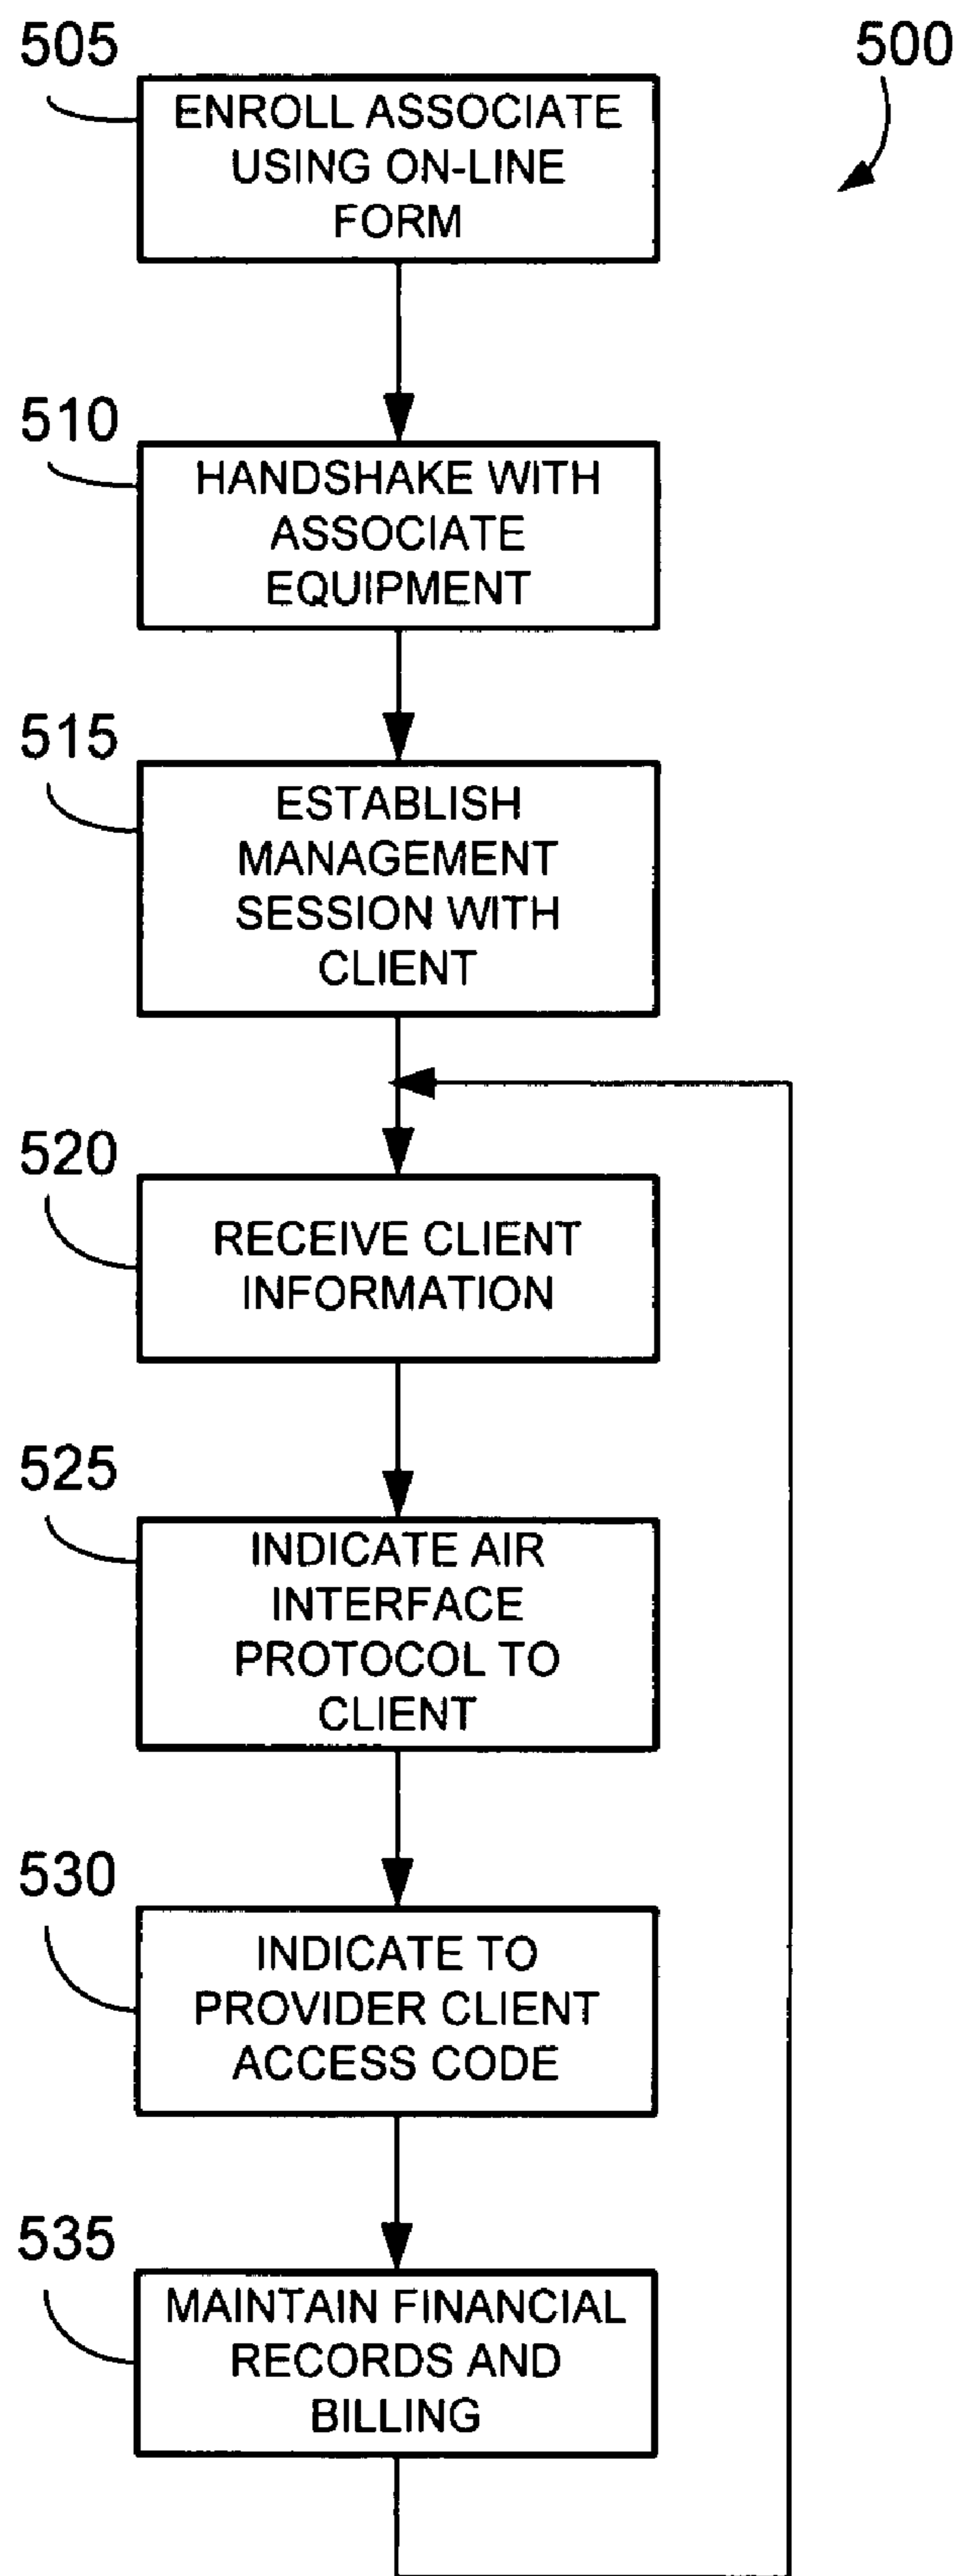 505
500
ENROLL ASSOCIATE
USING ON-LINE
FORM
510
HANDSHAKE WITH
ASSOCIATE
EQUIPMENT
515
ESTABLISH
MANAGEMENT
SESSION WITH
CLIENT
520
RECEIVE CLIENT
INFORMATION
525
INDICATE AIR
INTERFACE
PROTOCOL TO
CLIENT
530
INDICATE TO
PROVIDER CLIENT
ACCESS CODE
535
MAINTAIN FINANCIAL
RECORDS AND
BILLING